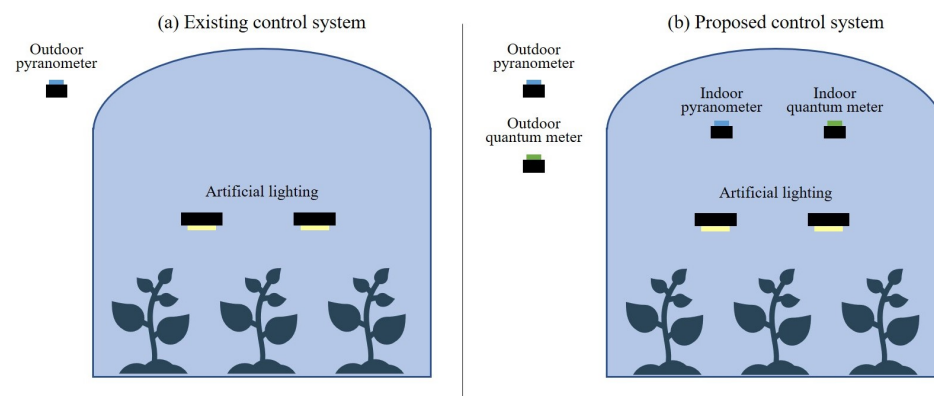 (a) Existing control system
Outdoor
pyranometer
Artificial lighting
(b) Proposed control system
Outdoor
pyranometer
Outdoor
quantum meter
Indoor
pyranometer
Indoor
quantum meter
Artificial lighting